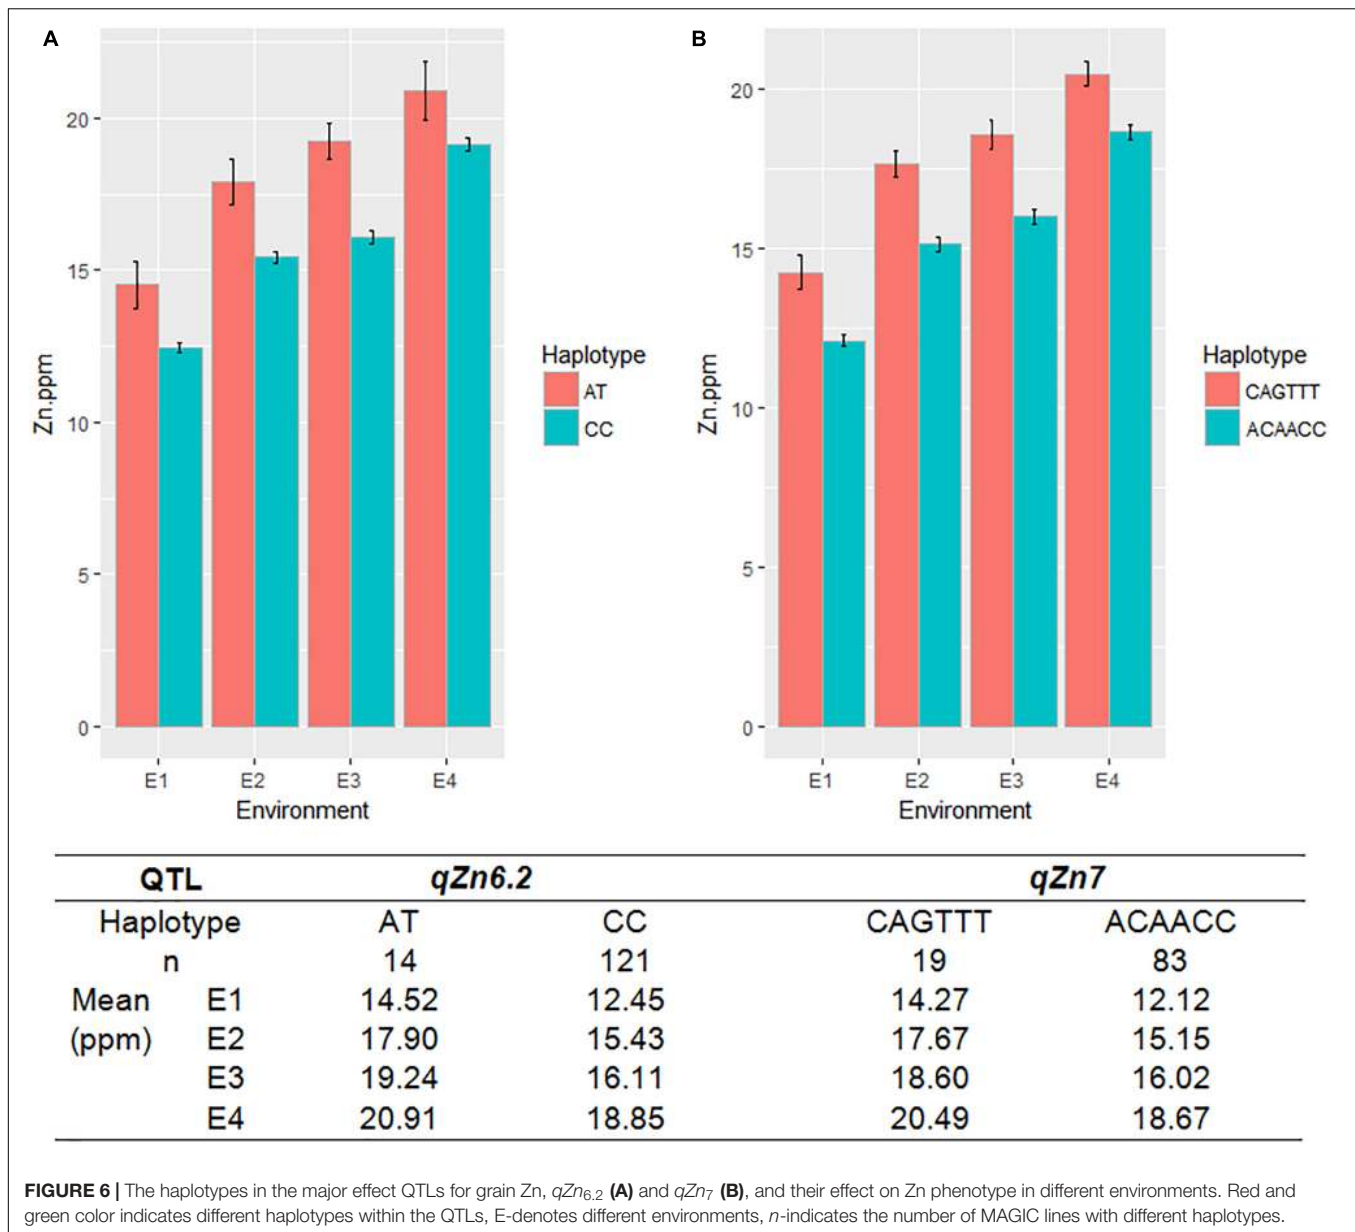 A
Zn.ppm
20
15
10
5
0
E1 E2 E3 E4
Environment
Haplotype
AT
CC
B
Zn.ppm
20
15
10
5
0
E1 E2 E3 E4
Environment
Haplotype
CAGTTT
ACAACC
QTL qZn6.2 qZn7
Haplotype AT CC CAGTTT ACAACC
n 14 121 19 83
Mean E1 14.52 12.45 14.27 12.12
(ppm) E2 17.90 15.43 17.67 15.15
E3 19.24 16.11 18.60 16.02
E4 20.91 18.85 20.49 18.67
FIGURE 6 | The haplotypes in the major effect QTLs for grain Zn, qZn6.2 (A) and qZn7 (B), and their effect on Zn phenotype in different environments. Red and
green color indicates different haplotypes within the QTLs, E-denotes different environments, n-indicates the number of MAGIC lines with different haplotypes.